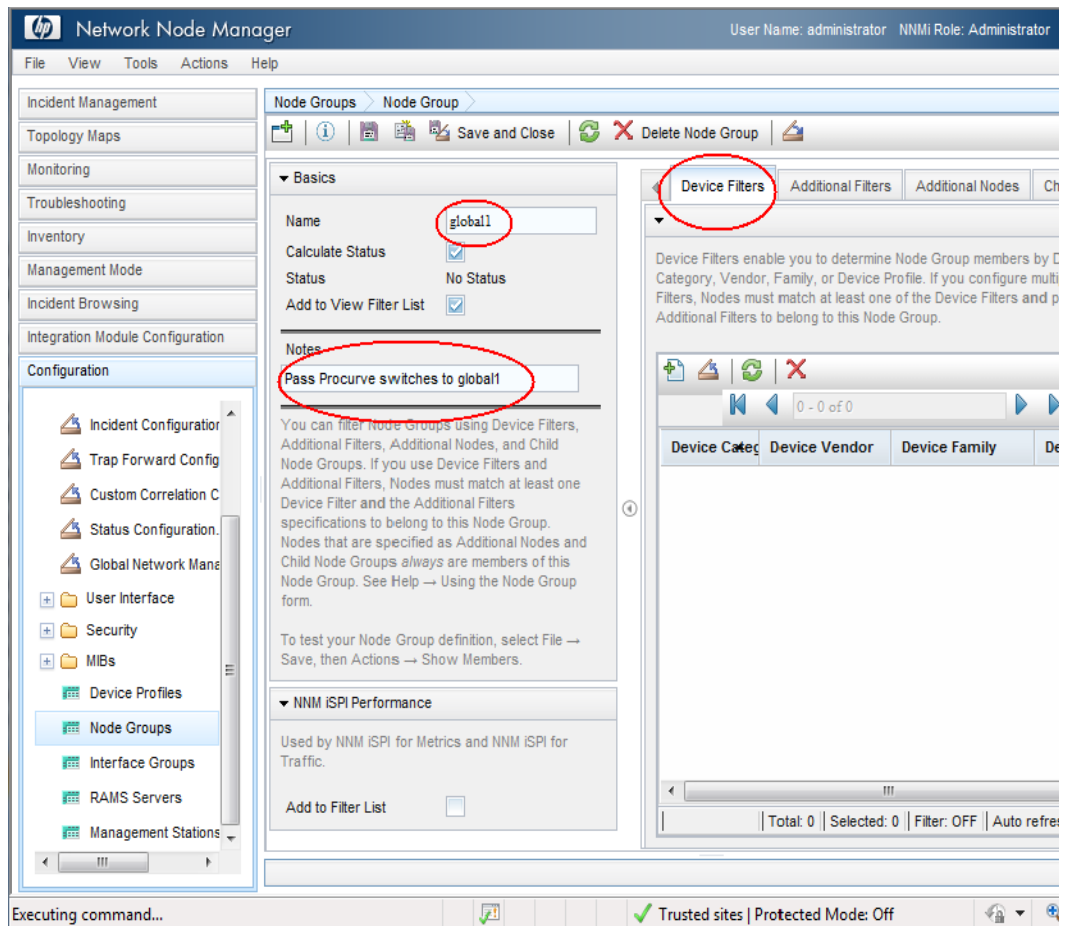 hp Network Node Manager
User Name: administrator NNMi Role: Administrator
File View Tools Actions Help
Incident Management
Topology Maps
Monitoring
Troubleshooting
Inventory
Management Mode
Incident Browsing
Integration Module Configuration
Configuration
Incident Configuration
Trap Forward Config
Custom Correlation C
Status Configuration.
Global Network Mana
User Interface
Security
MIBs
Device Profiles
Node Groups
Interface Groups
RAMS Servers
Management Stations
Node Groups Node Group
Save and Close Delete Node Group
Basics
Name global1
Calculate Status
Status No Status
Add to View Filter List
Notes
Pass Procurve switches to global1
You can filter Node Groups using Device Filters,
Additional Filters, Additional Nodes, and Child
Node Groups. If you use Device Filters and
Additional Filters, Nodes must match at least one
Device Filter and the Additional Filters
specifications to belong to this Node Group.
Nodes that are specified as Additional Nodes and
Child Node Groups always are members of this
Node Group. See Help → Using the Node Group
form.
To test your Node Group definition, select File →
Save, then Actions → Show Members.
NNM iSPI Performance
Used by NNM iSPI for Metrics and NNM iSPI for
Traffic.
Add to Filter List
Device Filters Additional Filters Additional Nodes Ch
Device Filters enable you to determine Node Group members by D
Category, Vendor, Family, or Device Profile. If you configure multi
Filters, Nodes must match at least one of the Device Filters and p
Additional Filters to belong to this Node Group.
0 - 0 of 0
Device Categ Device Vendor Device Family De
Total: 0 Selected: 0 Filter: OFF Auto refres
Executing command...
Trusted sites | Protected Mode: Off